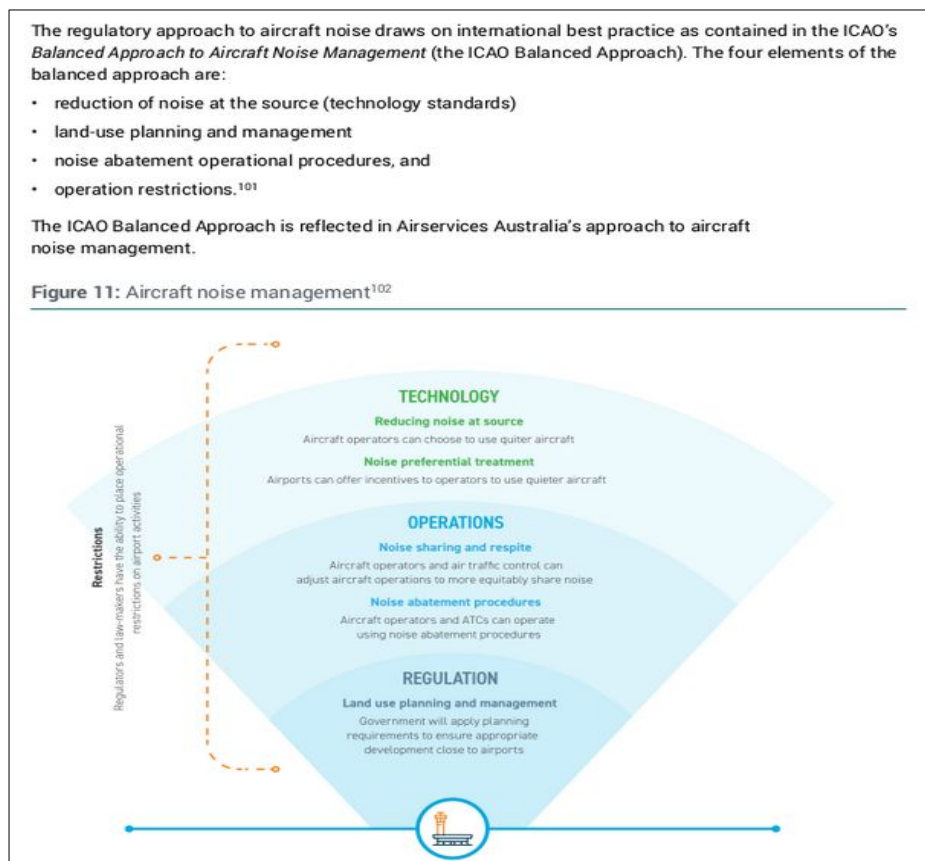 The regulatory approach to aircraft noise draws on international best practice as contained in the ICAO's
Balanced Approach to Aircraft Noise Management (the ICAO Balanced Approach). The four elements of the
balanced approach are:
• reduction of noise at the source (technology standards)
• land-use planning and management
• noise abatement operational procedures, and
• operation restrictions.¹⁰¹
The ICAO Balanced Approach is reflected in Airservices Australia's approach to aircraft
noise management.
Figure 11: Aircraft noise management¹⁰²
Restrictions
Regulators and law-makers have the ability to place operational
restrictions on airport activities
TECHNOLOGY
Reducing noise at source
Aircraft operators can choose to use quiter aircraft
Noise preferential treatment
Airports can offer incentives to operators to use quieter aircraft
OPERATIONS
Noise sharing and respite
Aircraft operators and air traffic control can
adjust aircraft operations to more equitably share noise
Noise abatement procedures
Aircraft operators and ATCs can operate
using noise abatement procedures
REGULATION
Land use planning and management
Government will apply planning
requirements to ensure appropriate
development close to airports